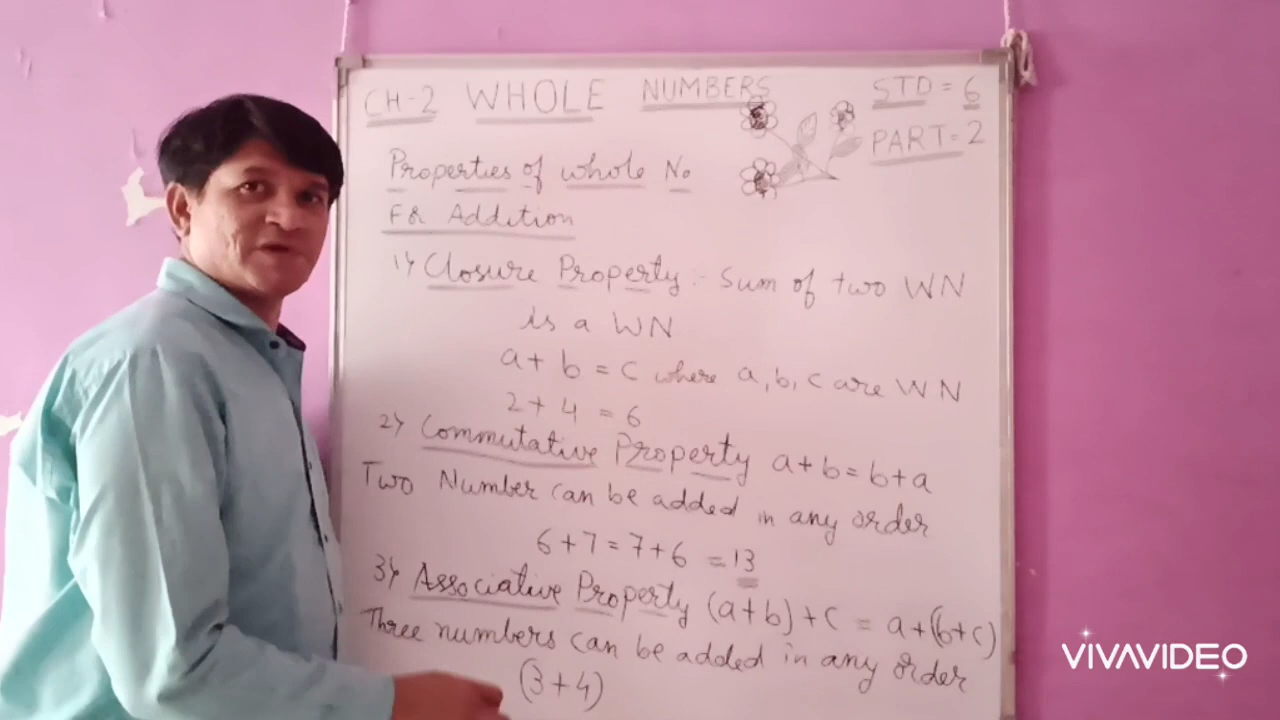 CH-2 WHOLE NUMBERS
STD = 6
PART = 2
Properties of whole No
For Addition
1) Closure Property :- Sum of two WN
is a WN
a + b = c where a, b, c are WN
2 + 4 = 6
2) Commutative Property a + b = b + a
Two Number can be added in any order
6 + 7 = 7 + 6 = 13
3) Associative Property (a + b) + c = a + (b + c)
Three numbers can be added in any order
(3 + 4)
VIVAVIDEO